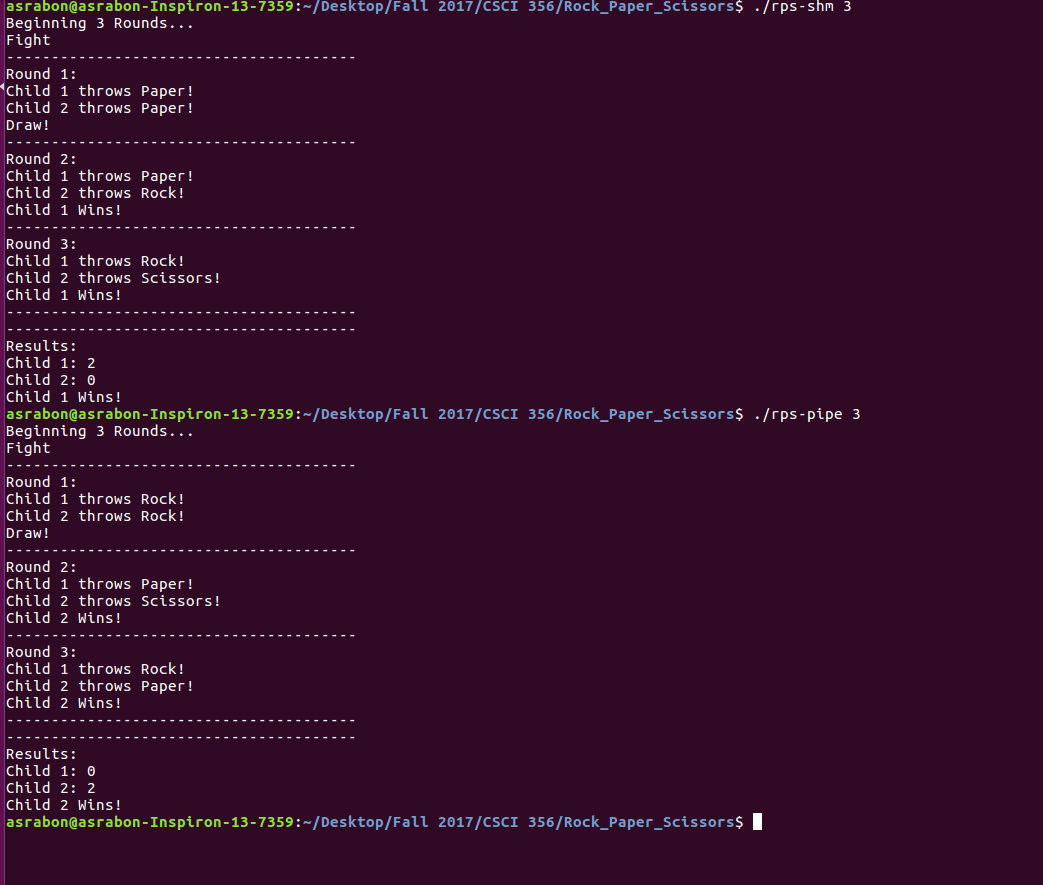 asrabon@asrabon-Inspiron-13-7359:~/Desktop/Fall 2017/CSCI 356/Rock_Paper_Scissors$ ./rps-shm 3
Beginning 3 Rounds...
Fight
---------------------------------------
Round 1:
Child 1 throws Paper!
Child 2 throws Paper!
Draw!
---------------------------------------
Round 2:
Child 1 throws Paper!
Child 2 throws Rock!
Child 1 Wins!
---------------------------------------
Round 3:
Child 1 throws Rock!
Child 2 throws Scissors!
Child 1 Wins!
---------------------------------------
---------------------------------------
Results:
Child 1: 2
Child 2: 0
Child 1 Wins!
asrabon@asrabon-Inspiron-13-7359:~/Desktop/Fall 2017/CSCI 356/Rock_Paper_Scissors$ ./rps-pipe 3
Beginning 3 Rounds...
Fight
---------------------------------------
Round 1:
Child 1 throws Rock!
Child 2 throws Rock!
Draw!
---------------------------------------
Round 2:
Child 1 throws Paper!
Child 2 throws Scissors!
Child 2 Wins!
---------------------------------------
Round 3:
Child 1 throws Rock!
Child 2 throws Paper!
Child 2 Wins!
---------------------------------------
---------------------------------------
Results:
Child 1: 0
Child 2: 2
Child 2 Wins!
asrabon@asrabon-Inspiron-13-7359:~/Desktop/Fall 2017/CSCI 356/Rock_Paper_Scissors$